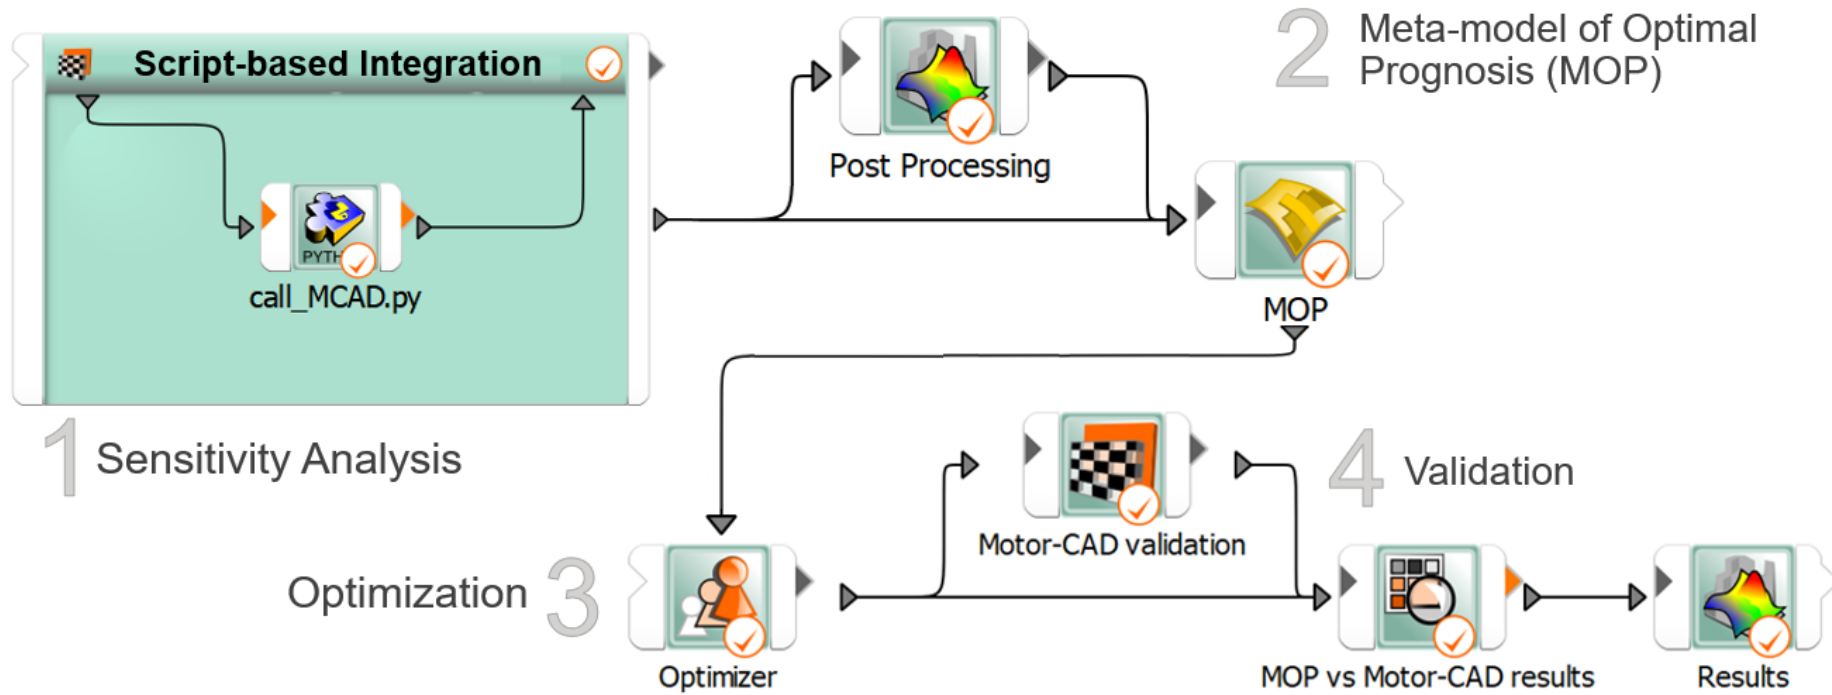 Script-based Integration
PYTH
call_MCAD.py
1 Sensitivity Analysis
Post Processing
2 Meta-model of Optimal
Prognosis (MOP)
MOP
Optimization 3
Optimizer
Motor-CAD validation
4 Validation
MOP vs Motor-CAD results
Results